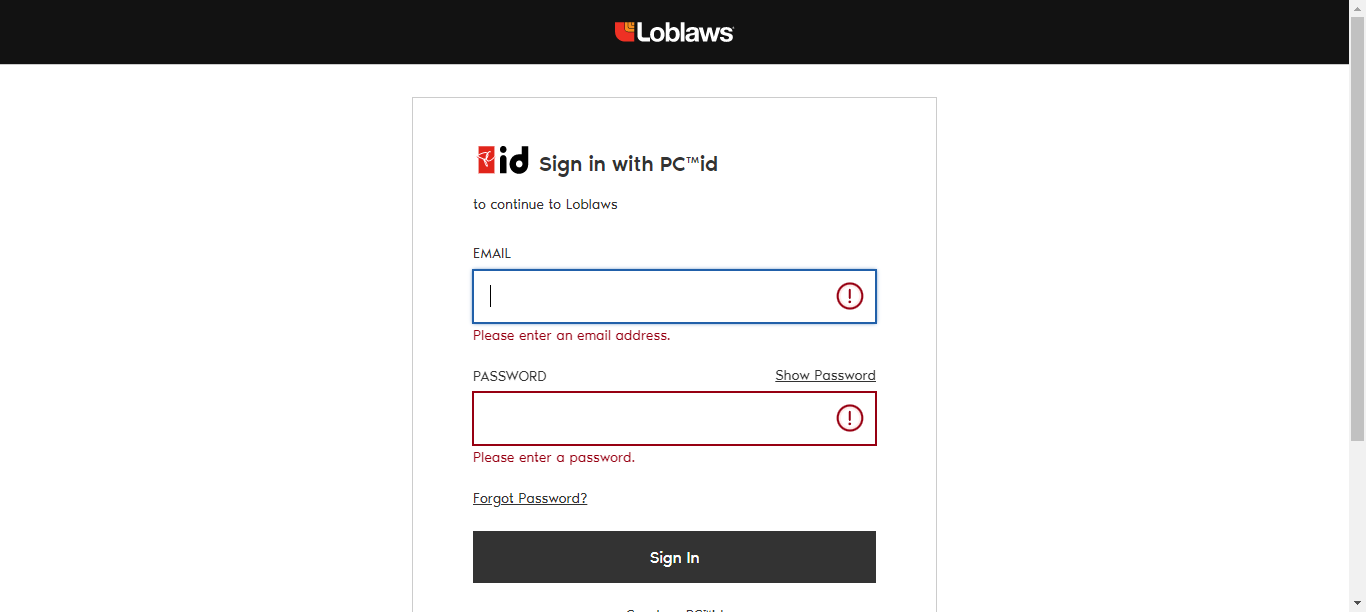 Loblaws
id Sign in with PC™id
to continue to Loblaws
EMAIL
Please enter an email address.
PASSWORD Show Password
Please enter a password.
Forgot Password?
Sign In